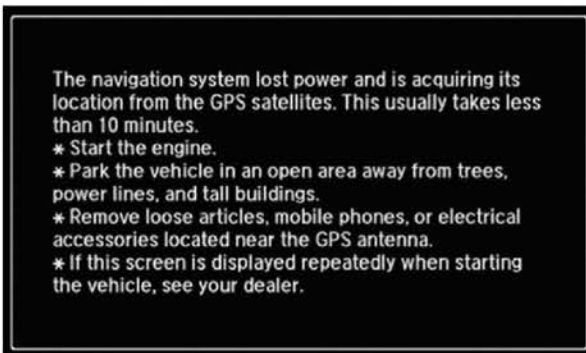 The navigation system lost power and is acquiring its
location from the GPS satellites. This usually takes less
than 10 minutes.
* Start the engine.
* Park the vehicle in an open area away from trees,
power lines, and tall buildings.
* Remove loose articles, mobile phones, or electrical
accessories located near the GPS antenna.
* If this screen is displayed repeatedly when starting
the vehicle, see your dealer.